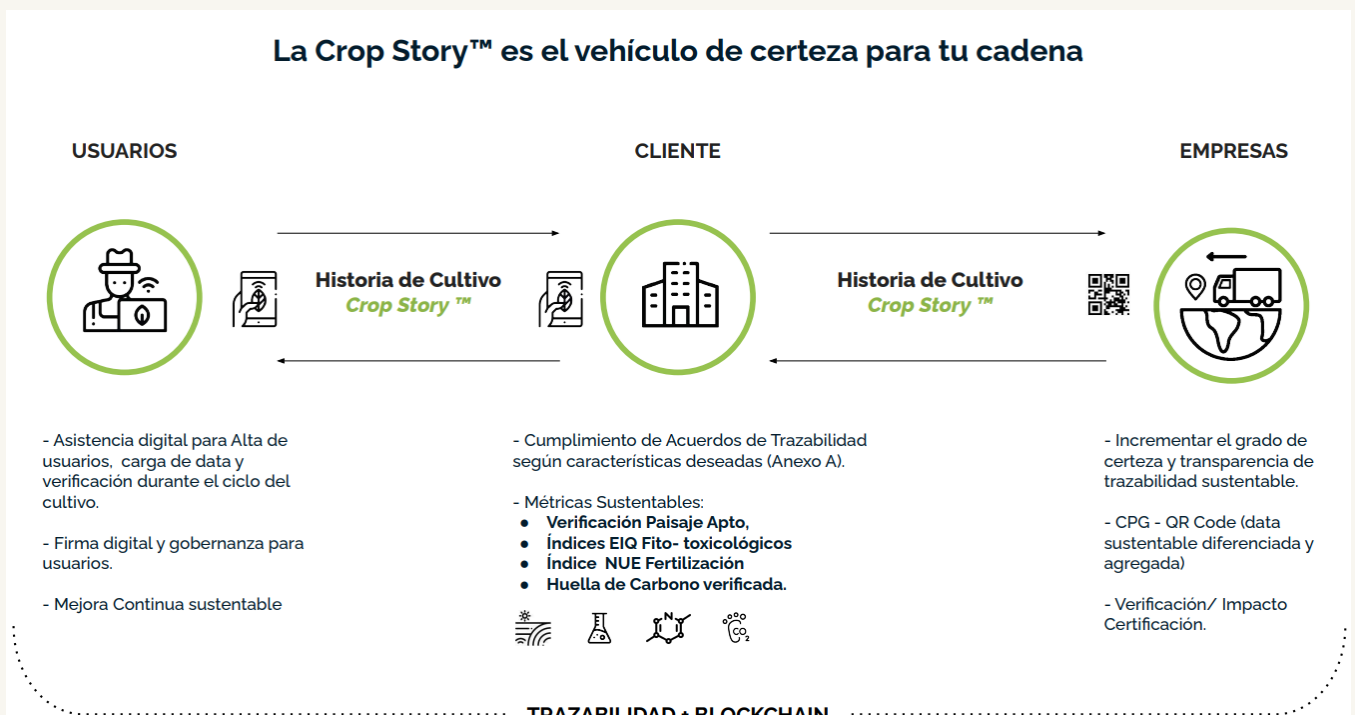 La Crop Story™ es el vehículo de certeza para tu cadena
USUARIOS
CLIENTE
EMPRESAS
Historia de Cultivo
Crop Story ™
Historia de Cultivo
Crop Story ™
- Asistencia digital para Alta de
usuarios, carga de data y
verificación durante el ciclo del
cultivo.
- Firma digital y gobernanza para
usuarios.
- Mejora Continua sustentable
- Cumplimiento de Acuerdos de Trazabilidad
según características deseadas (Anexo A).
- Métricas Sustentables:
● Verificación Paisaje Apto,
● Índices EIQ Fito- toxicológicos
● Índice NUE Fertilización
● Huella de Carbono verificada.
N
CO2
- Incrementar el grado de
certeza y transparencia de
trazabilidad sustentable.
- CPG - QR Code (data
sustentable diferenciada y
agregada)
- Verificación/ Impacto
Certificación.
TRAZABILIDAD + BLOCKCHAIN